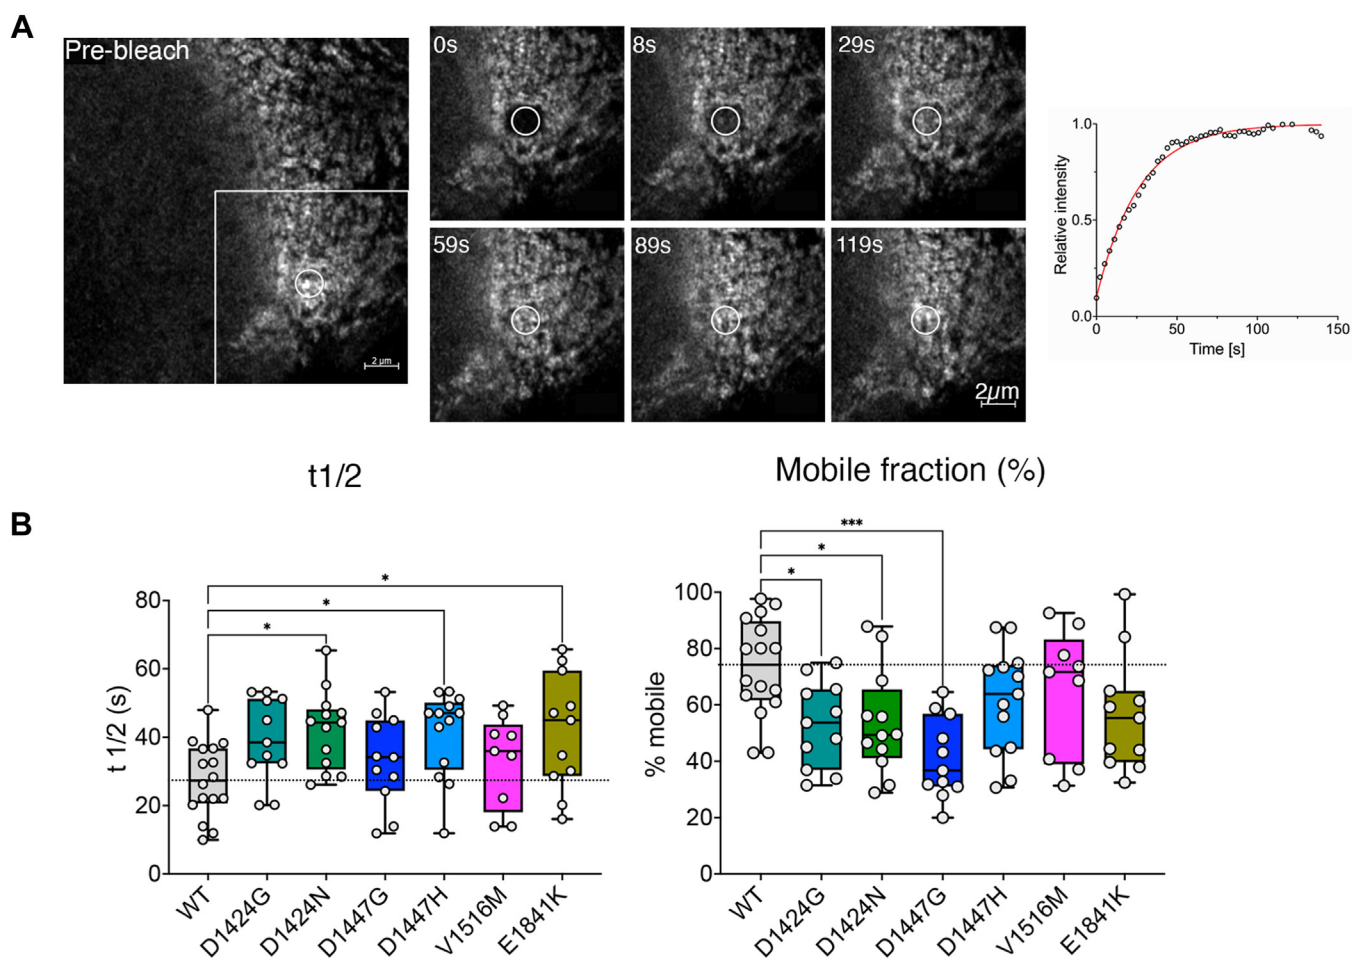 A
Pre-bleach
2 µm
0s
8s
29s
59s
89s
119s
2µm
1.0
0.5
0.0
Relative intensity
0
50
100
150
Time [s]
t1/2
Mobile fraction (%)
B
80
60
40
20
0
t 1/2 (s)
*
*
*
WT
D1424G
D1424N
D1447G
D1447H
V1516M
E1841K
100
80
60
40
20
0
% mobile
***
*
*
WT
D1424G
D1424N
D1447G
D1447H
V1516M
E1841K